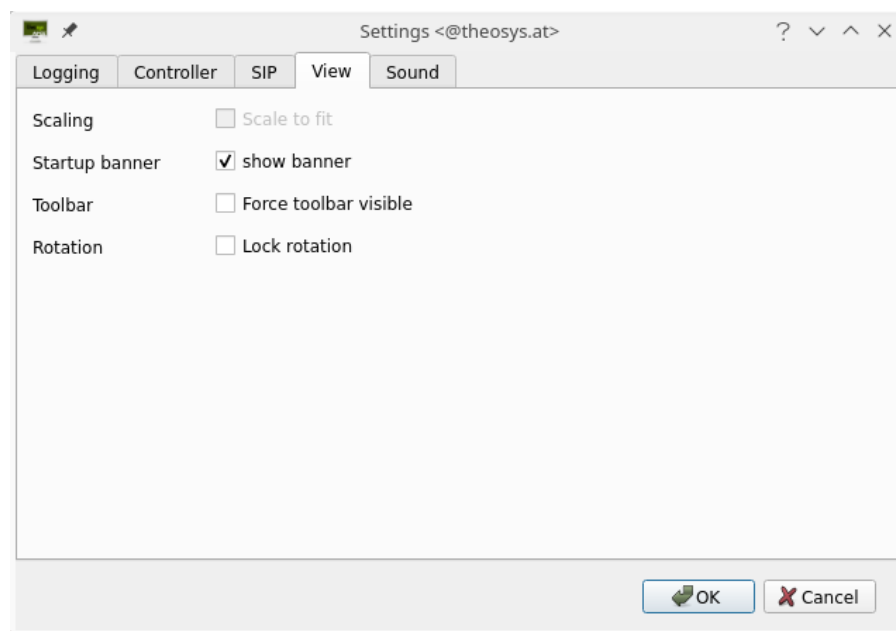 Settings <@theosys.at>
Logging Controller SIP View Sound
Scaling Scale to fit
Startup banner show banner
Toolbar Force toolbar visible
Rotation Lock rotation
OK Cancel